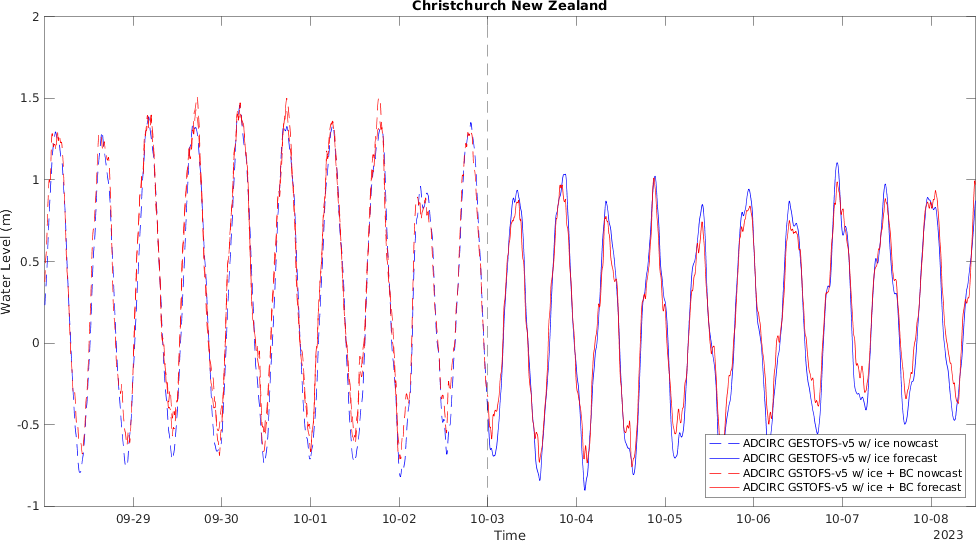 Christchurch New Zealand
2
1.5
1
0.5
0
-0.5
-1
Water Level (m)
09-29 09-30 10-01 10-02 10-03 10-04 10-05 10-06 10-07 10-08
Time
2023
ADCIRC GESTOFS-v5 w/ ice nowcast
ADCIRC GESTOFS-v5 w/ ice forecast
ADCIRC GSTOFS-v5 w/ ice + BC nowcast
ADCIRC GSTOFS-v5 w/ ice + BC forecast